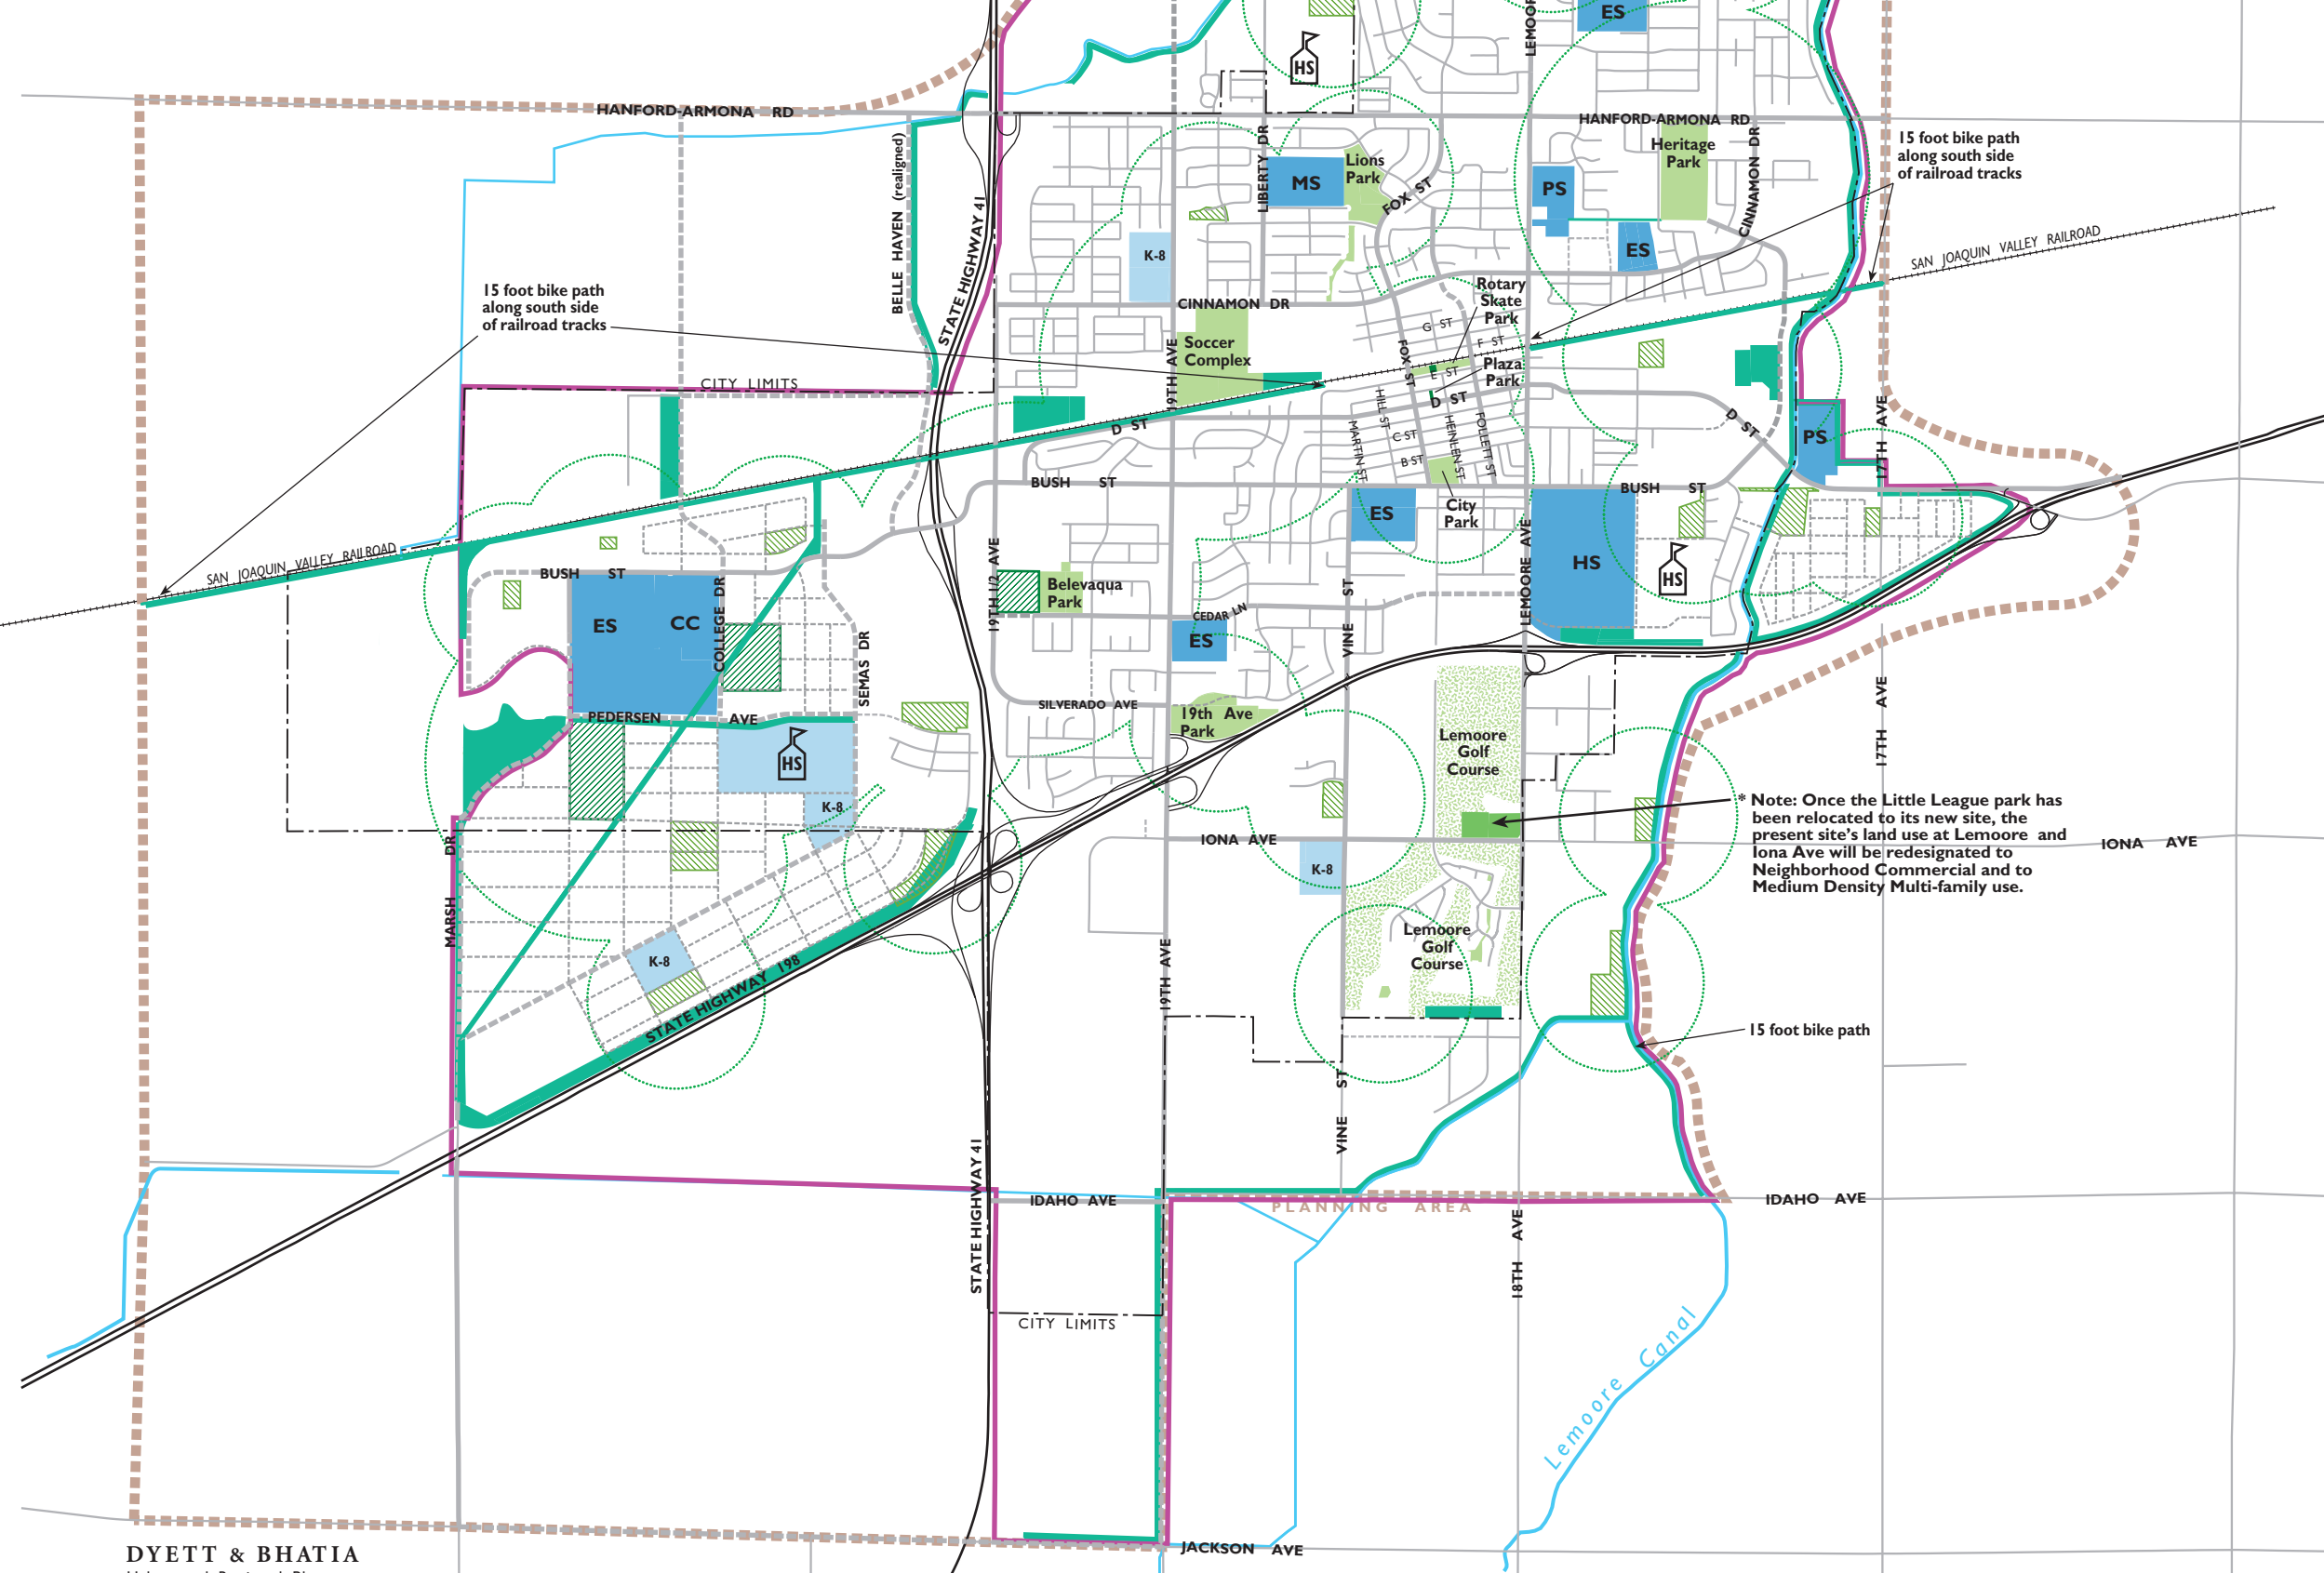 LEMOOR
ES
HS
HANFORD-ARMONA RD
HANFORD-ARMONA RD
15 foot bike path
along south side
of railroad tracks
BELLE HAVEN (realigned)
STATE HIGHWAY 41
LIBERTY DR
MS
Lions
Park
FOX ST
PS
Heritage
Park
CINNAMON DR
ES
K-8
SAN JOAQUIN VALLEY RAILROAD
15 foot bike path
along south side
of railroad tracks
CINNAMON DR
Rotary
Skate
Park
G ST
F ST
Soccer
Complex
19TH AVE
FOX ST
E ST
Plaza
Park
CITY LIMITS
D ST
D ST
HILL ST
C ST
B ST
MARTIN ST
HEINLEN ST
FOLLETT ST
D ST
PS
17TH AVE
BUSH ST
BUSH ST
ES
City
Park
HS
HS
LEMOORE AVE
SAN JOAQUIN VALLEY RAILROAD
BUSH ST
ES
CC
COLLEGE DR
SEMAS DR
19TH 1/2 AVE
Belevaqua
Park
CEDAR LN
ES
VINE ST
PEDERSEN AVE
SILVERADO AVE
19th Ave
Park
17TH AVE
HS
K-8
Lemoore
Golf
Course
* Note: Once the Little League park has
been relocated to its new site, the
present site's land use at Lemoore and
Iona Ave will be redesignated to
Neighborhood Commercial and to
Medium Density Multi-family use.
IONA AVE
IONA AVE
K-8
MARSH DR
K-8
STATE HIGHWAY 198
19TH AVE
Lemoore
Golf
Course
15 foot bike path
VINE ST
STATE HIGHWAY 41
IDAHO AVE
PLANNING AREA
IDAHO AVE
18TH AVE
CITY LIMITS
Lemoore Canal
JACKSON AVE
DYETT & BHATIA